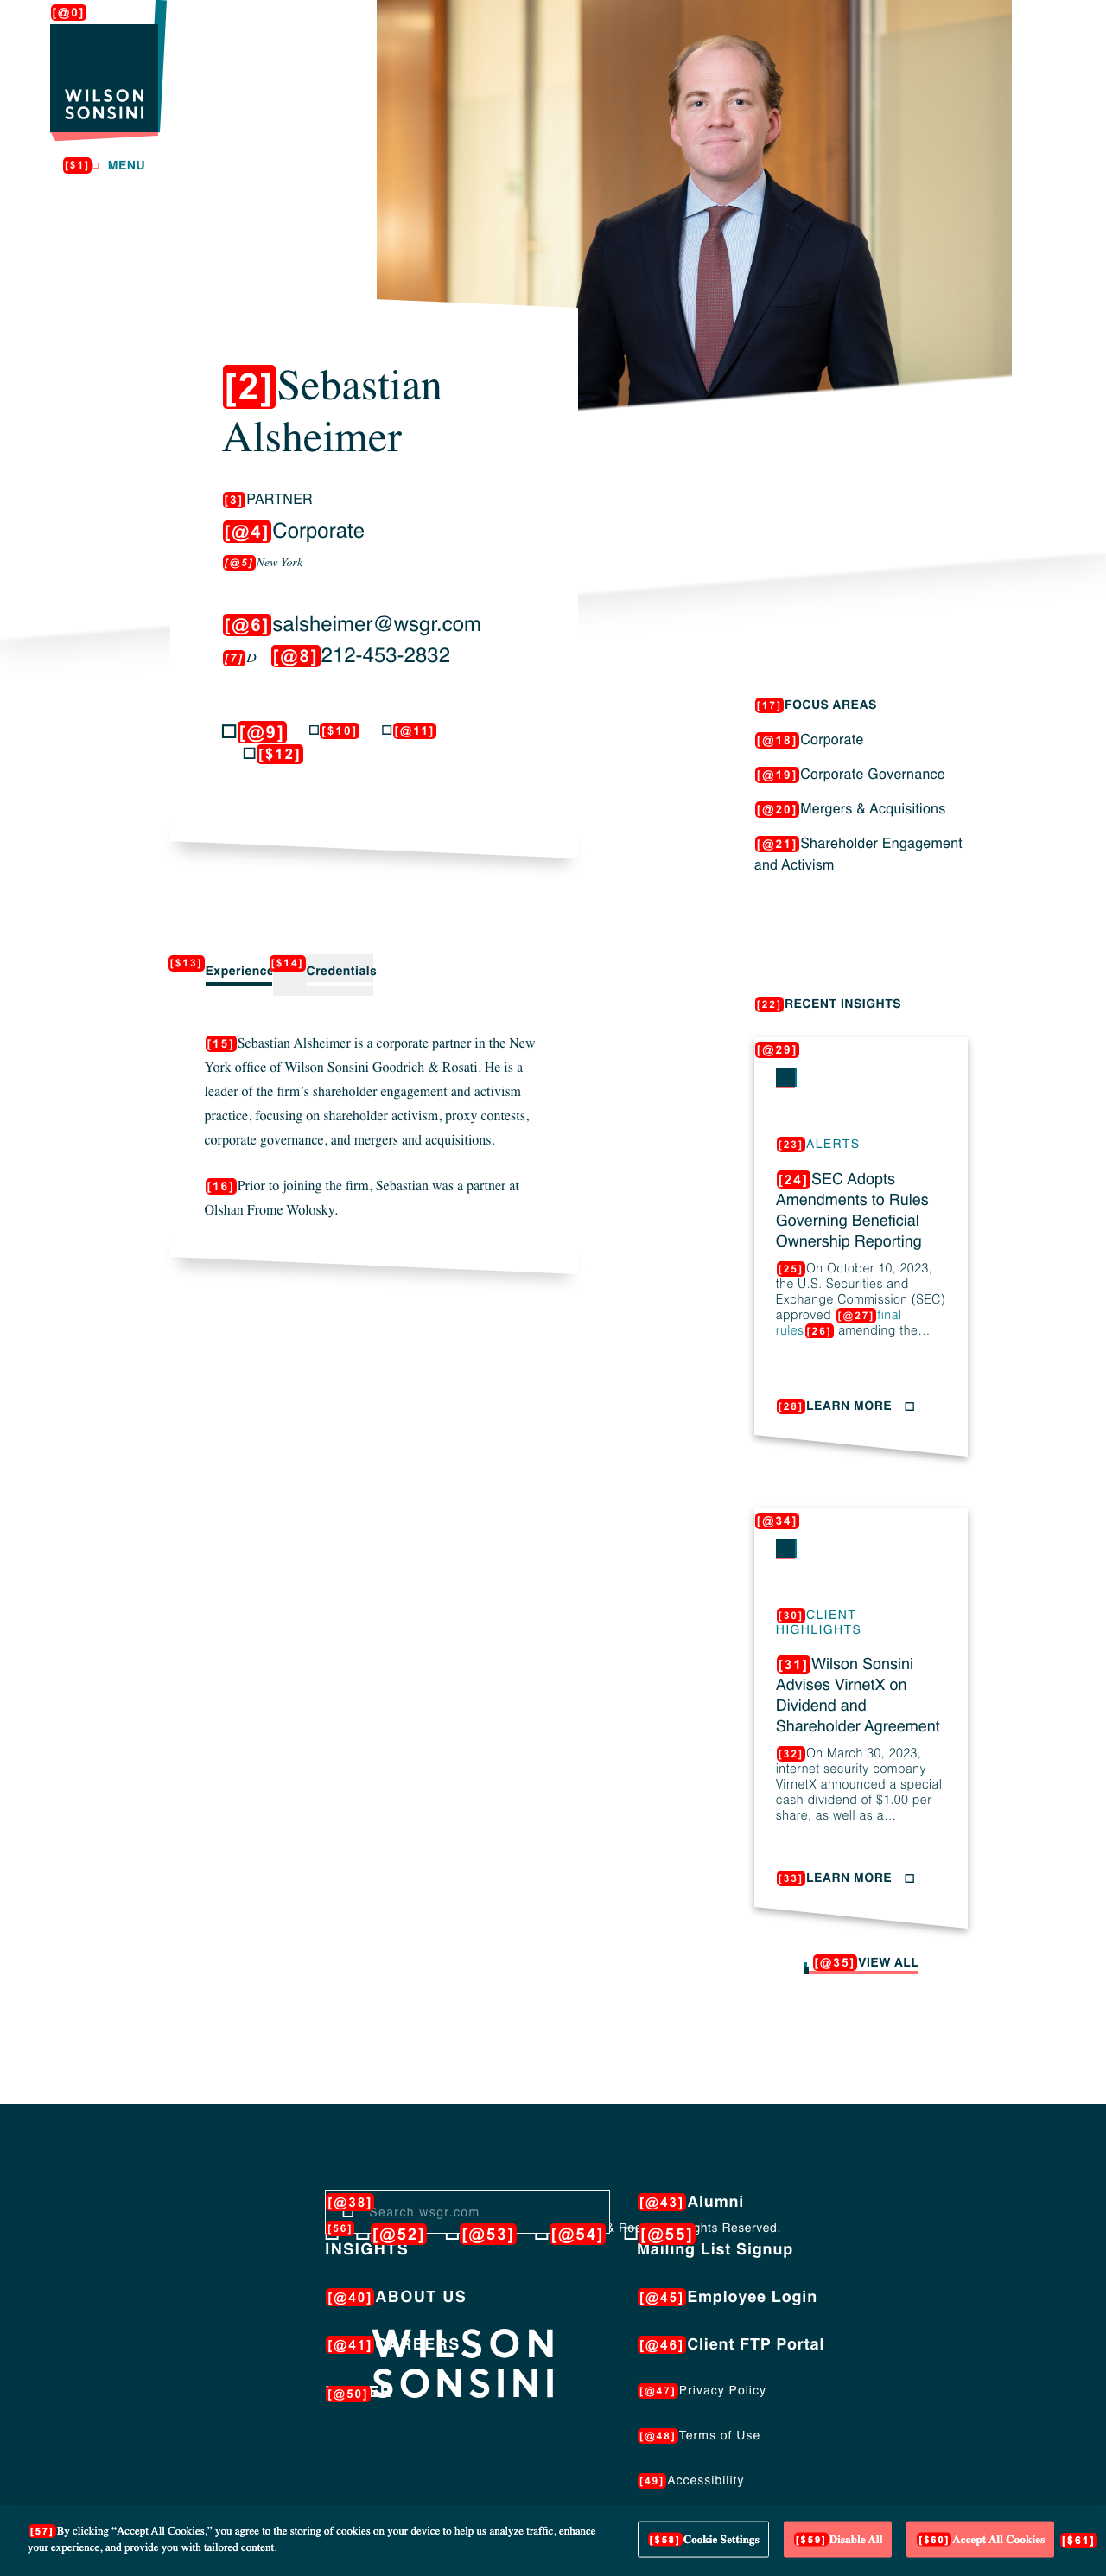 [@0]
WILSON
SONSINI
[$1] MENU
[2]Sebastian
Alsheimer
[3]PARTNER
[@4]Corporate
[@5]New York
[@6]salsheimer@wsgr.com
[7]D [@8]212-453-2832
[@9] [$10] [@11]
[$12]
[17]FOCUS AREAS
[@18]Corporate
[@19]Corporate Governance
[@20]Mergers & Acquisitions
[@21]Shareholder Engagement
and Activism
[$13]Experience [$14]Credentials
[15]Sebastian Alsheimer is a corporate partner in the New
York office of Wilson Sonsini Goodrich & Rosati. He is a
leader of the firm’s shareholder engagement and activism
practice, focusing on shareholder activism, proxy contests,
corporate governance, and mergers and acquisitions.
[16]Prior to joining the firm, Sebastian was a partner at
Olshan Frome Wolosky.
[22]RECENT INSIGHTS
[@29]
[23]ALERTS
[24]SEC Adopts
Amendments to Rules
Governing Beneficial
Ownership Reporting
[25]On October 10, 2023,
the U.S. Securities and
Exchange Commission (SEC)
approved [@27]final
rules[26] amending the...
[28]LEARN MORE
[@34]
[30]CLIENT
HIGHLIGHTS
[31]Wilson Sonsini
Advises VirnetX on
Dividend and
Shareholder Agreement
[32]On March 30, 2023,
internet security company
VirnetX announced a special
cash dividend of $1.00 per
share, as well as a...
[33]LEARN MORE
[@35]VIEW ALL
[@38] Search wsgr.com
[56] [@52] [@53] [@54] & [@55] Reserved.
INSIGHTS
[@40]ABOUT US
[@41]CAREERS
WILSON
SONSINI
[@50]
[@43]Alumni
Mailing List Signup
[@45]Employee Login
[@46]Client FTP Portal
[@47]Privacy Policy
[@48]Terms of Use
[49]Accessibility
[57]By clicking “Accept All Cookies,” you agree to the storing of cookies on your device to help us analyze traffic, enhance
your experience, and provide you with tailored content.
[$58]Cookie Settings [$59]Disable All [$60]Accept All Cookies [$61]